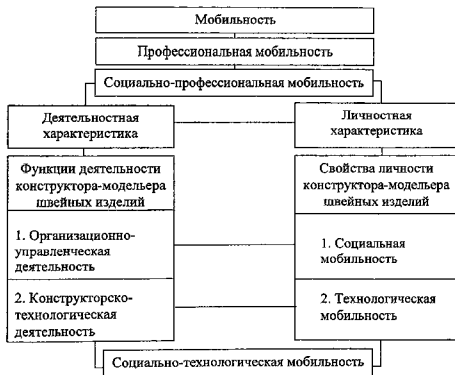 Мобильность
Профессиональная мобильность
Социально-профессиональная мобильность
Деятельностная
характеристика
Личностная
характеристика
Функции деятельности
конструктора-модельера
швейных изделий
Свойства личности
конструктора-модельера
швейных изделий
1. Организационно-
управленческая
деятельность
1. Социальная
мобильность
2. Конструкторско-
технологическая
деятельность
2. Технологическая
мобильность
Социально-технологическая мобильность